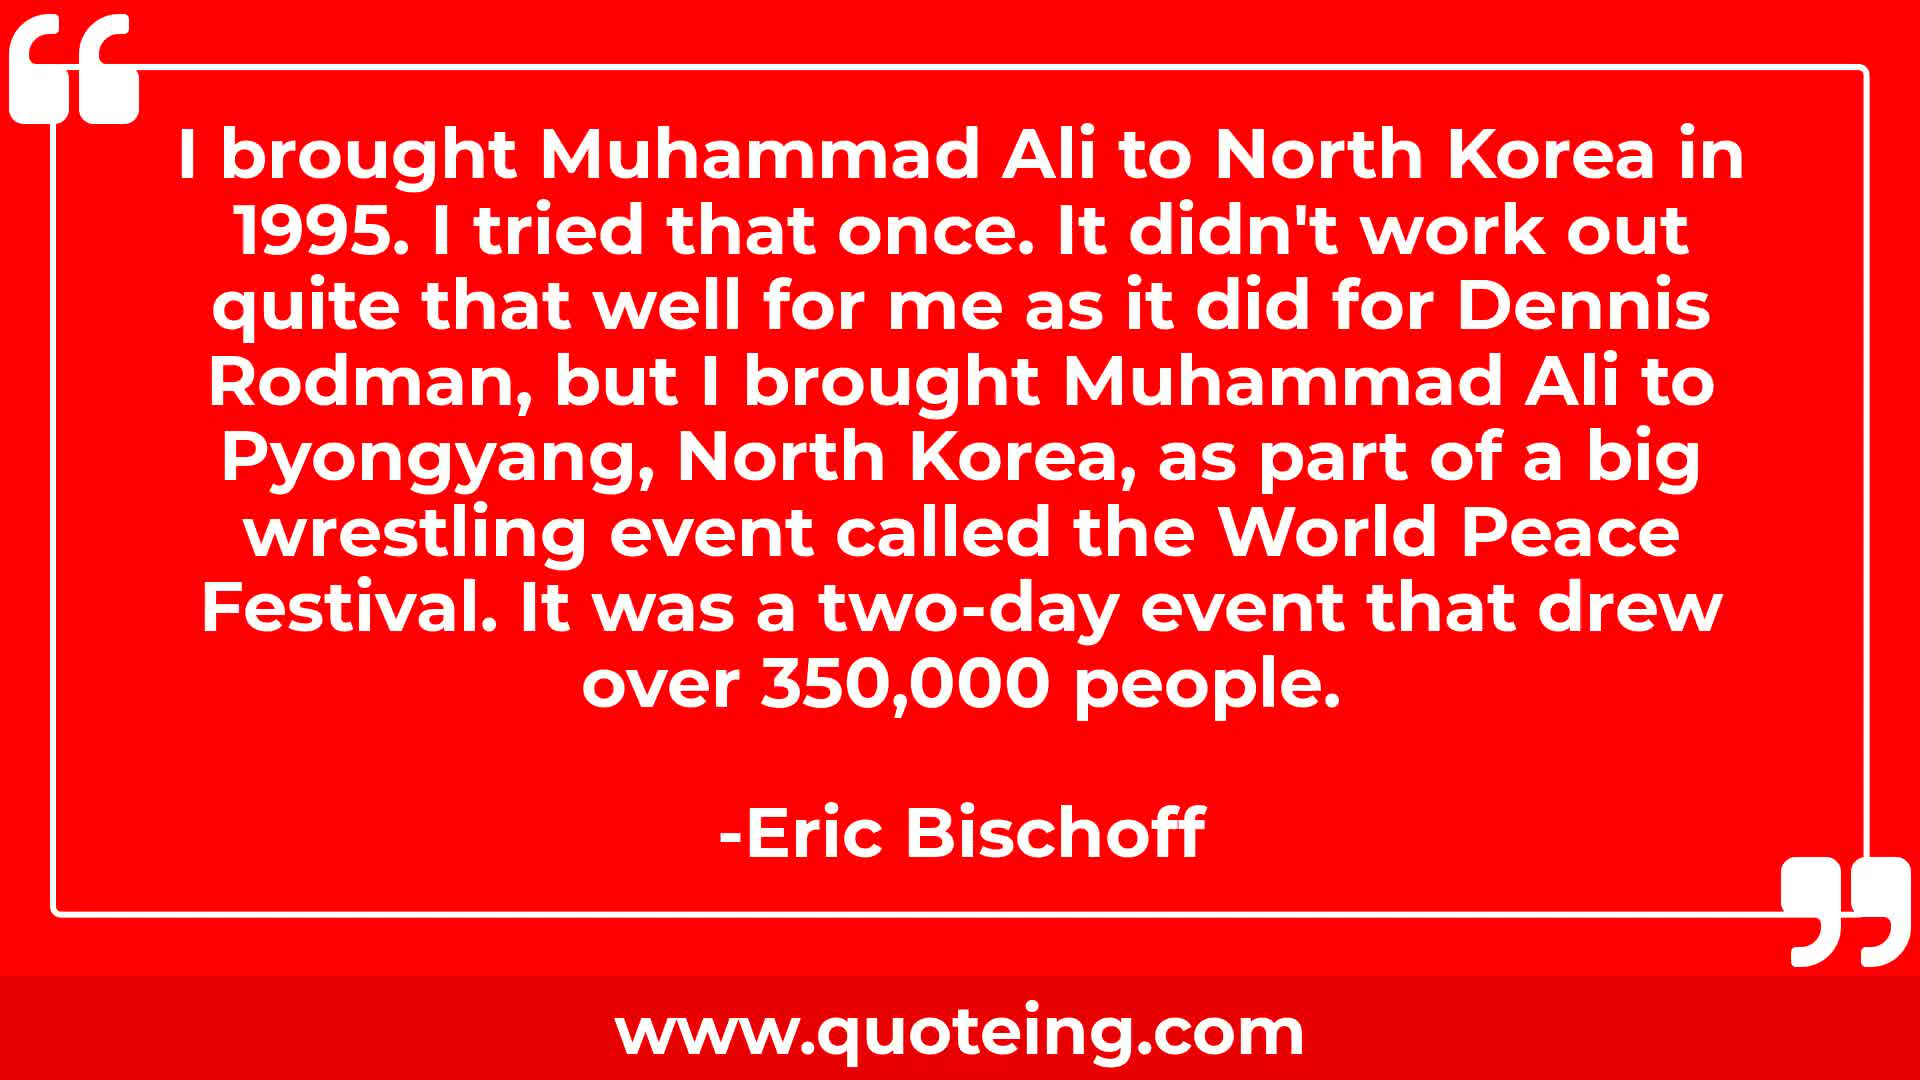 I brought Muhammad Ali to North Korea in
1995. I tried that once. It didn't work out
quite that well for me as it did for Dennis
Rodman, but I brought Muhammad Ali to
Pyongyang, North Korea, as part of a big
wrestling event called the World Peace
Festival. It was a two-day event that drew
over 350,000 people.
-Eric Bischoff
www.quoteing.com